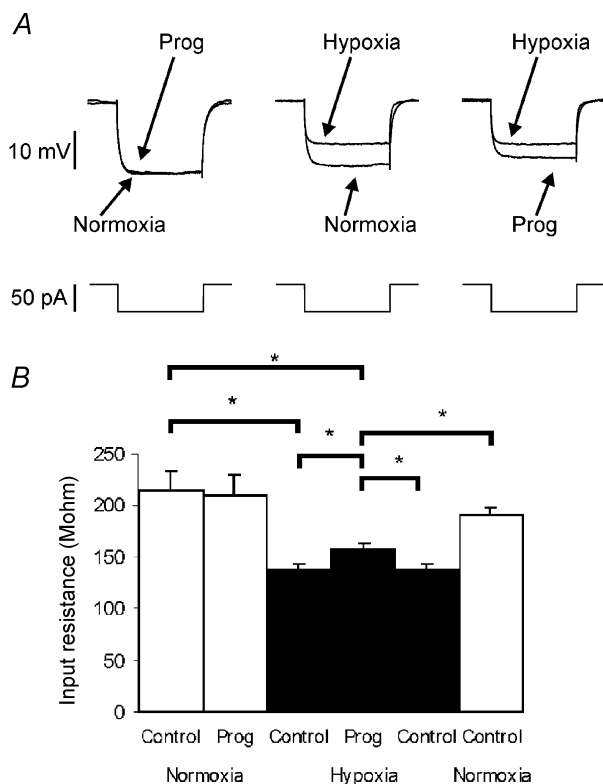 A
Prog
Hypoxia
Hypoxia
10 mV
Normoxia
Normoxia
Prog
50 pA
B
*
*
*
*
*
Input resistance (Mohm)
250
200
150
100
50
0
Control Prog Control Prog Control Control
Normoxia Hypoxia Normoxia